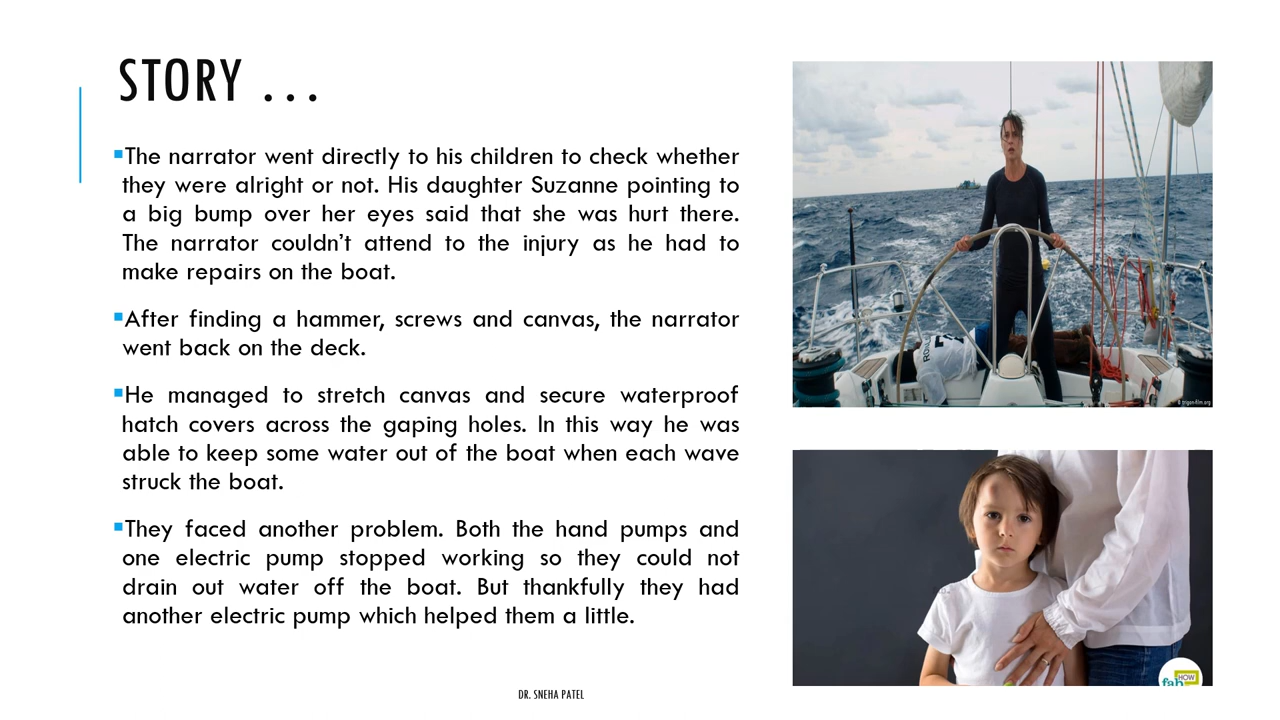 STORY ...
▪The narrator went directly to his children to check whether
they were alright or not. His daughter Suzanne pointing to
a big bump over her eyes said that she was hurt there.
The narrator couldn’t attend to the injury as he had to
make repairs on the boat.
▪After finding a hammer, screws and canvas, the narrator
went back on the deck.
▪He managed to stretch canvas and secure waterproof
hatch covers across the gaping holes. In this way he was
able to keep some water out of the boat when each wave
struck the boat.
▪They faced another problem. Both the hand pumps and
one electric pump stopped working so they could not
drain out water off the boat. But thankfully they had
another electric pump which helped them a little.
© trigon-film.org
fab
HOW
DR. SNEHA PATEL